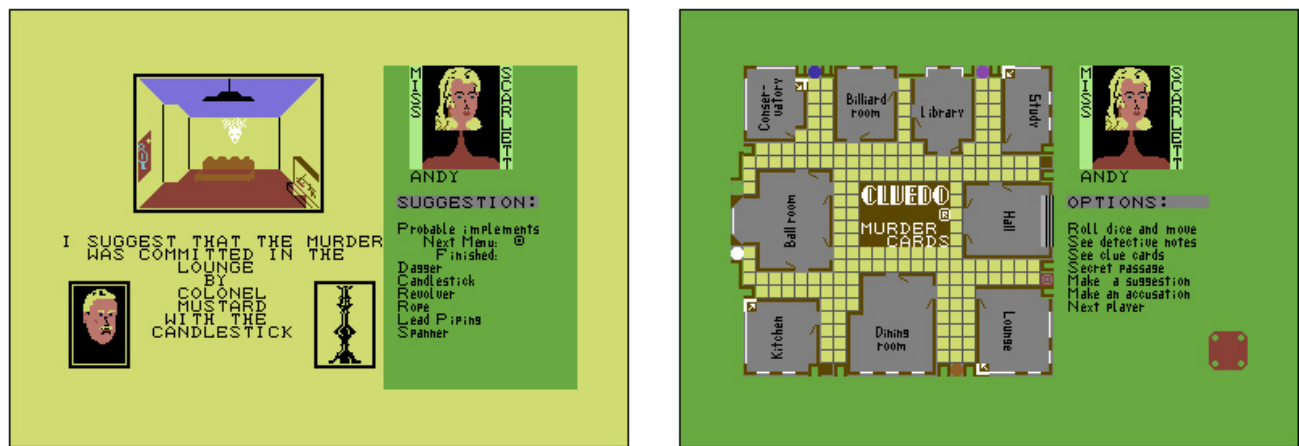 MISS
SCARLETT
ANDY
SUGGESTION:
Probable implements
Next Menu:
Finished:
Dagger
Candlestick
Revolver
Rope
Lead Piping
Spanner
I SUGGEST THAT THE MURDER
WAS COMMITTED IN THE
LOUNGE
BY
COLONEL
MUSTARD
WITH THE
CANDLESTICK
Conser-
vatory
Billiard
room
Library
Study
Ball room
CLUEDO
®
MURDER
CARDS
Hall
Kitchen
Dining
room
Lounge
MISS
SCARLETT
ANDY
OPTIONS:
Roll dice and move
See detective notes
See clue cards
Secret passage
Make a suggestion
Make an accusation
Next player